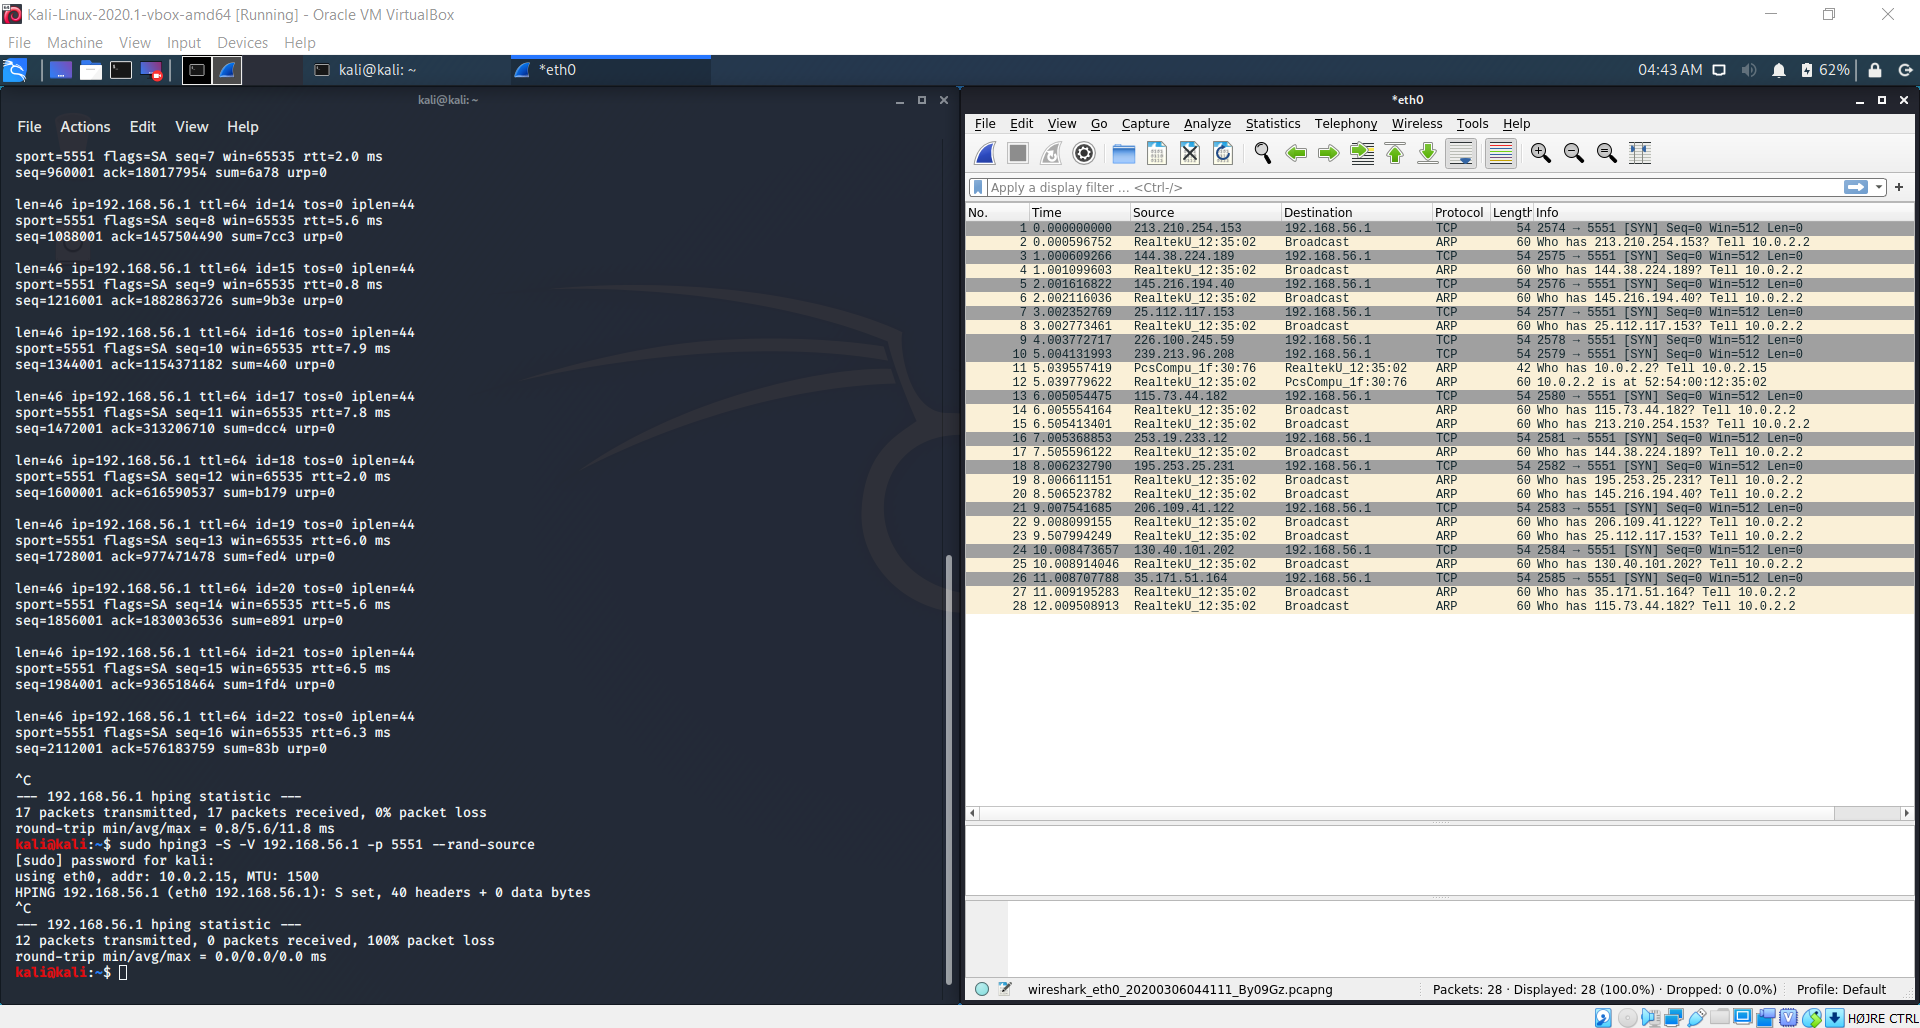 Kali-Linux-2020.1-vbox-amd64 [Running] - Oracle VM VirtualBox
File Machine View Input Devices Help
kali@kali: ~
*eth0
04:43 AM
62%
kali@kali:~
File Actions Edit View Help
sport=5551 flags=SA seq=7 win=65535 rtt=2.0 ms
seq=960001 ack=180177954 sum=6a78 urp=0
len=46 ip=192.168.56.1 ttl=64 id=14 tos=0 iplen=44
sport=5551 flags=SA seq=8 win=65535 rtt=5.6 ms
seq=1088001 ack=1457504490 sum=7cc3 urp=0
len=46 ip=192.168.56.1 ttl=64 id=15 tos=0 iplen=44
sport=5551 flags=SA seq=9 win=65535 rtt=0.8 ms
seq=1216001 ack=1882863726 sum=9b3e urp=0
len=46 ip=192.168.56.1 ttl=64 id=16 tos=0 iplen=44
sport=5551 flags=SA seq=10 win=65535 rtt=7.9 ms
seq=1344001 ack=1154371182 sum=460 urp=0
len=46 ip=192.168.56.1 ttl=64 id=17 tos=0 iplen=44
sport=5551 flags=SA seq=11 win=65535 rtt=7.8 ms
seq=1472001 ack=313206710 sum=dcc4 urp=0
len=46 ip=192.168.56.1 ttl=64 id=18 tos=0 iplen=44
sport=5551 flags=SA seq=12 win=65535 rtt=2.0 ms
seq=1600001 ack=616590537 sum=b179 urp=0
len=46 ip=192.168.56.1 ttl=64 id=19 tos=0 iplen=44
sport=5551 flags=SA seq=13 win=65535 rtt=6.0 ms
seq=1728001 ack=977471478 sum=fed4 urp=0
len=46 ip=192.168.56.1 ttl=64 id=20 tos=0 iplen=44
sport=5551 flags=SA seq=14 win=65535 rtt=5.6 ms
seq=1856001 ack=1830036536 sum=e891 urp=0
len=46 ip=192.168.56.1 ttl=64 id=21 tos=0 iplen=44
sport=5551 flags=SA seq=15 win=65535 rtt=6.5 ms
seq=1984001 ack=936518464 sum=1fd4 urp=0
len=46 ip=192.168.56.1 ttl=64 id=22 tos=0 iplen=44
sport=5551 flags=SA seq=16 win=65535 rtt=6.3 ms
seq=2112001 ack=576183759 sum=83b urp=0
^C
--- 192.168.56.1 hping statistic ---
17 packets transmitted, 17 packets received, 0% packet loss
round-trip min/avg/max = 0.8/5.6/11.8 ms
kali@kali:~$ sudo hping3 -S -V 192.168.56.1 -p 5551 --rand-source
[sudo] password for kali:
using eth0, addr: 10.0.2.15, MTU: 1500
HPING 192.168.56.1 (eth0 192.168.56.1): S set, 40 headers + 0 data bytes
^C
--- 192.168.56.1 hping statistic ---
12 packets transmitted, 0 packets received, 100% packet loss
round-trip min/avg/max = 0.0/0.0/0.0 ms
kali@kali:~$
*eth0
File Edit View Go Capture Analyze Statistics Telephony Wireless Tools Help
Apply a display filter ... <Ctrl-/>
No. Time Source Destination Protocol Length Info
1 0.000000000 213.210.254.153 192.168.56.1 TCP 54 2574 → 5551 [SYN] Seq=0 Win=512 Len=0
2 0.000596752 RealtekU_12:35:02 Broadcast ARP 60 Who has 213.210.254.153? Tell 10.0.2.2
3 1.000609266 144.38.224.189 192.168.56.1 TCP 54 2575 → 5551 [SYN] Seq=0 Win=512 Len=0
4 1.001099603 RealtekU_12:35:02 Broadcast ARP 60 Who has 144.38.224.189? Tell 10.0.2.2
5 2.001616822 145.216.194.40 192.168.56.1 TCP 54 2576 → 5551 [SYN] Seq=0 Win=512 Len=0
6 2.002116036 RealtekU_12:35:02 Broadcast ARP 60 Who has 145.216.194.40? Tell 10.0.2.2
7 3.002352769 25.112.117.153 192.168.56.1 TCP 54 2577 → 5551 [SYN] Seq=0 Win=512 Len=0
8 3.002773461 RealtekU_12:35:02 Broadcast ARP 60 Who has 25.112.117.153? Tell 10.0.2.2
9 4.003772717 226.100.245.59 192.168.56.1 TCP 54 2578 → 5551 [SYN] Seq=0 Win=512 Len=0
10 5.004131993 239.213.96.208 192.168.56.1 TCP 54 2579 → 5551 [SYN] Seq=0 Win=512 Len=0
11 5.039557419 PcsCompu_1f:30:76 RealtekU_12:35:02 ARP 42 Who has 10.0.2.2? Tell 10.0.2.15
12 5.039779622 RealtekU_12:35:02 PcsCompu_1f:30:76 ARP 60 10.0.2.2 is at 52:54:00:12:35:02
13 6.005054475 115.73.44.182 192.168.56.1 TCP 54 2580 → 5551 [SYN] Seq=0 Win=512 Len=0
14 6.005554164 RealtekU_12:35:02 Broadcast ARP 60 Who has 115.73.44.182? Tell 10.0.2.2
15 6.505413401 RealtekU_12:35:02 Broadcast ARP 60 Who has 213.210.254.153? Tell 10.0.2.2
16 7.005368853 253.19.233.12 192.168.56.1 TCP 54 2581 → 5551 [SYN] Seq=0 Win=512 Len=0
17 7.505596122 RealtekU_12:35:02 Broadcast ARP 60 Who has 144.38.224.189? Tell 10.0.2.2
18 8.006232790 195.253.25.231 192.168.56.1 TCP 54 2582 → 5551 [SYN] Seq=0 Win=512 Len=0
19 8.006611151 RealtekU_12:35:02 Broadcast ARP 60 Who has 195.253.25.231? Tell 10.0.2.2
20 8.506523782 RealtekU_12:35:02 Broadcast ARP 60 Who has 145.216.194.40? Tell 10.0.2.2
21 9.007541685 206.109.41.122 192.168.56.1 TCP 54 2583 → 5551 [SYN] Seq=0 Win=512 Len=0
22 9.008099155 RealtekU_12:35:02 Broadcast ARP 60 Who has 206.109.41.122? Tell 10.0.2.2
23 9.507994249 RealtekU_12:35:02 Broadcast ARP 60 Who has 25.112.117.153? Tell 10.0.2.2
24 10.008473657 130.40.101.202 192.168.56.1 TCP 54 2584 → 5551 [SYN] Seq=0 Win=512 Len=0
25 10.008914046 RealtekU_12:35:02 Broadcast ARP 60 Who has 130.40.101.202? Tell 10.0.2.2
26 11.008707788 35.171.51.164 192.168.56.1 TCP 54 2585 → 5551 [SYN] Seq=0 Win=512 Len=0
27 11.009195283 RealtekU_12:35:02 Broadcast ARP 60 Who has 35.171.51.164? Tell 10.0.2.2
28 12.009508913 RealtekU_12:35:02 Broadcast ARP 60 Who has 115.73.44.182? Tell 10.0.2.2
wireshark_eth0_20200306044111_By09Gz.pcapng
Packets: 28 · Displayed: 28 (100.0%) · Dropped: 0 (0.0%)
Profile: Default
HØJRE CTRL